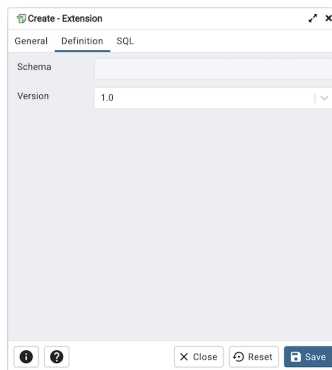 Create - Extension
General Definition SQL
Schema
Version 1.0
Close Reset Save